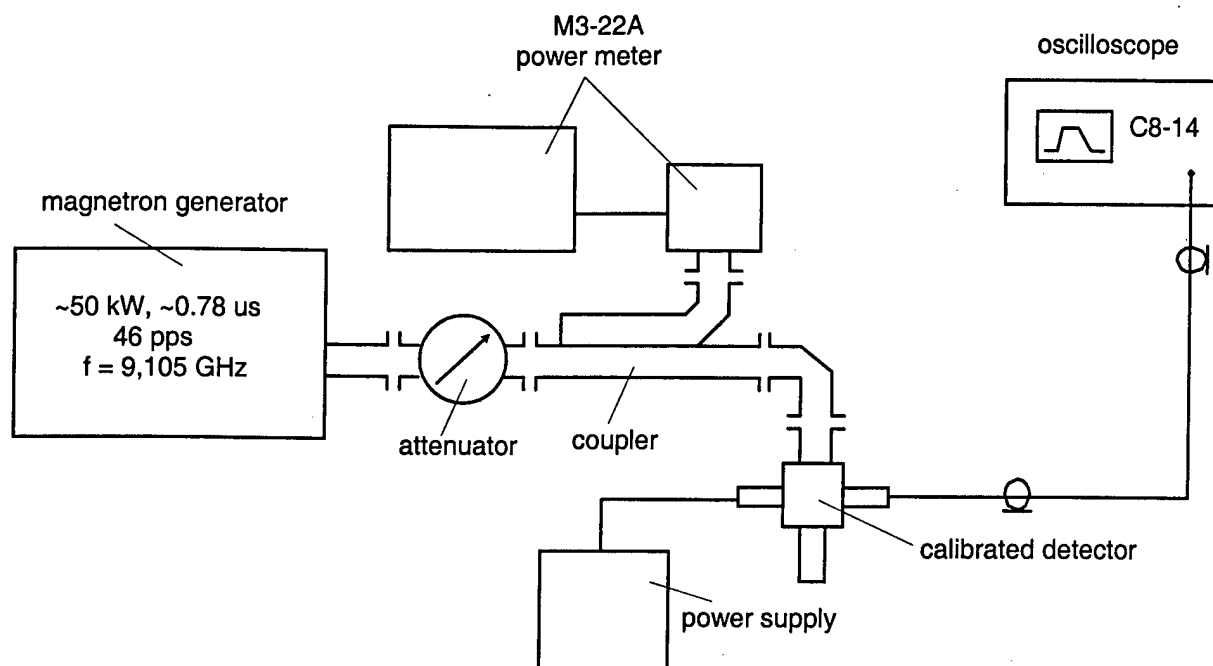 M3-22A
power meter
oscilloscope
C8-14
magnetron generator
~50 kW, ~0.78 us
46 pps
f = 9,105 GHz
attenuator
coupler
calibrated detector
power supply